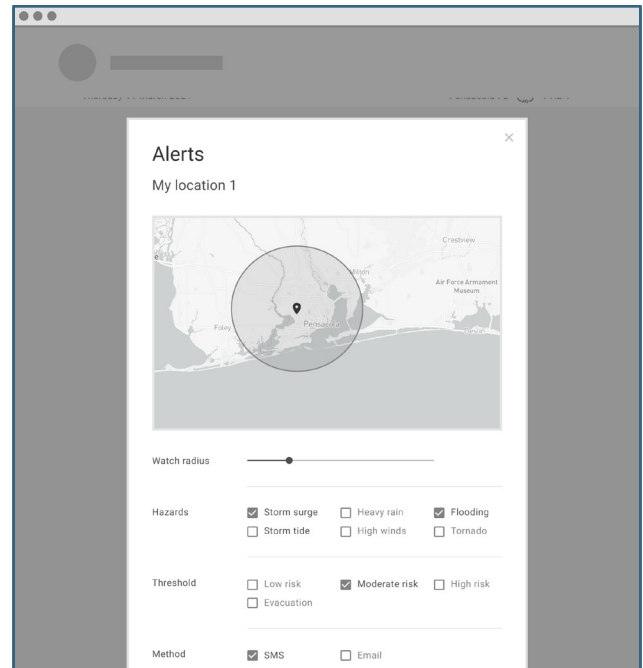 Alerts
My location 1
Crestview
Milton
Air Force Armament
Museum
Foley
Pensacola
Destin
Watch radius
Hazards Storm surge Heavy rain Flooding
Storm tide High winds Tornado
Threshold Low risk Moderate risk High risk
Evacuation
Method SMS Email